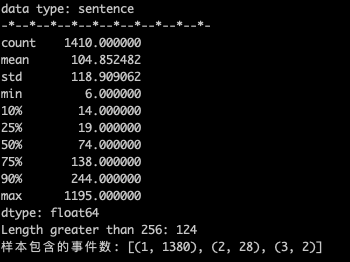 data type: sentence
-*--*--*--*--*--*--*--*--*--*-
count    1410.000000
mean      104.852482
std       118.909062
min         6.000000
10%        14.000000
25%        19.000000
50%        74.000000
75%       138.000000
90%       244.000000
max      1195.000000
dtype: float64
Length greater than 256: 124
样本包含的事件数: [(1, 1380), (2, 28), (3, 2)]